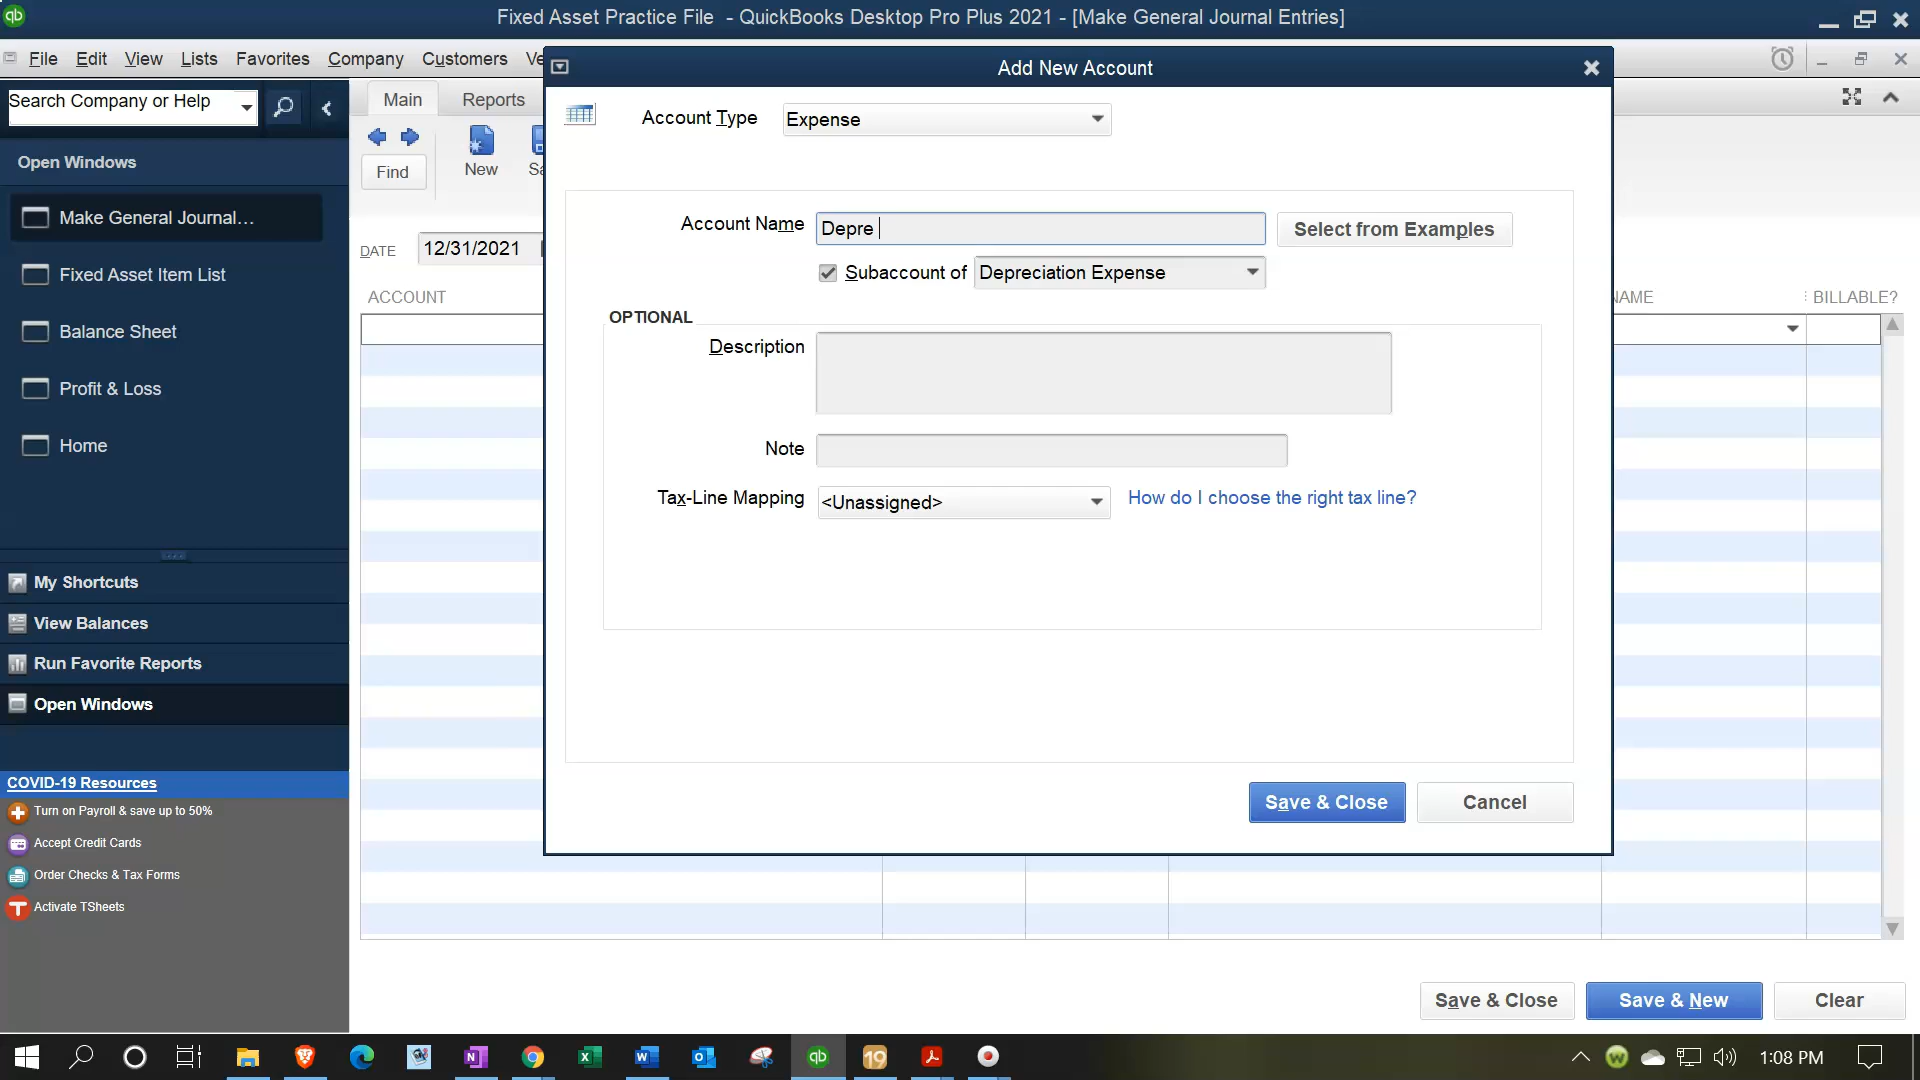 qb
Fixed Asset Practice File - QuickBooks Desktop Pro Plus 2021 - [Make General Journal Entries]
File Edit View Lists Favorites Company Customers Ve
Search Company or Help
Open Windows
Make General Journal...
Fixed Asset Item List
Balance Sheet
Profit & Loss
Home
My Shortcuts
View Balances
Run Favorite Reports
Open Windows
COVID-19 Resources
Turn on Payroll & save up to 50%
Accept Credit Cards
Order Checks & Tax Forms
Activate TSheets
Main Reports
Find
New
Sa
DATE 12/31/2021
ACCOUNT
NAME
BILLABLE?
Add New Account
Account Type Expense
Account Name Depre
Select from Examples
Subaccount of Depreciation Expense
OPTIONAL
Description
Note
Tax-Line Mapping <Unassigned> How do I choose the right tax line?
Save & Close Cancel
Save & Close Save & New Clear
1:08 PM